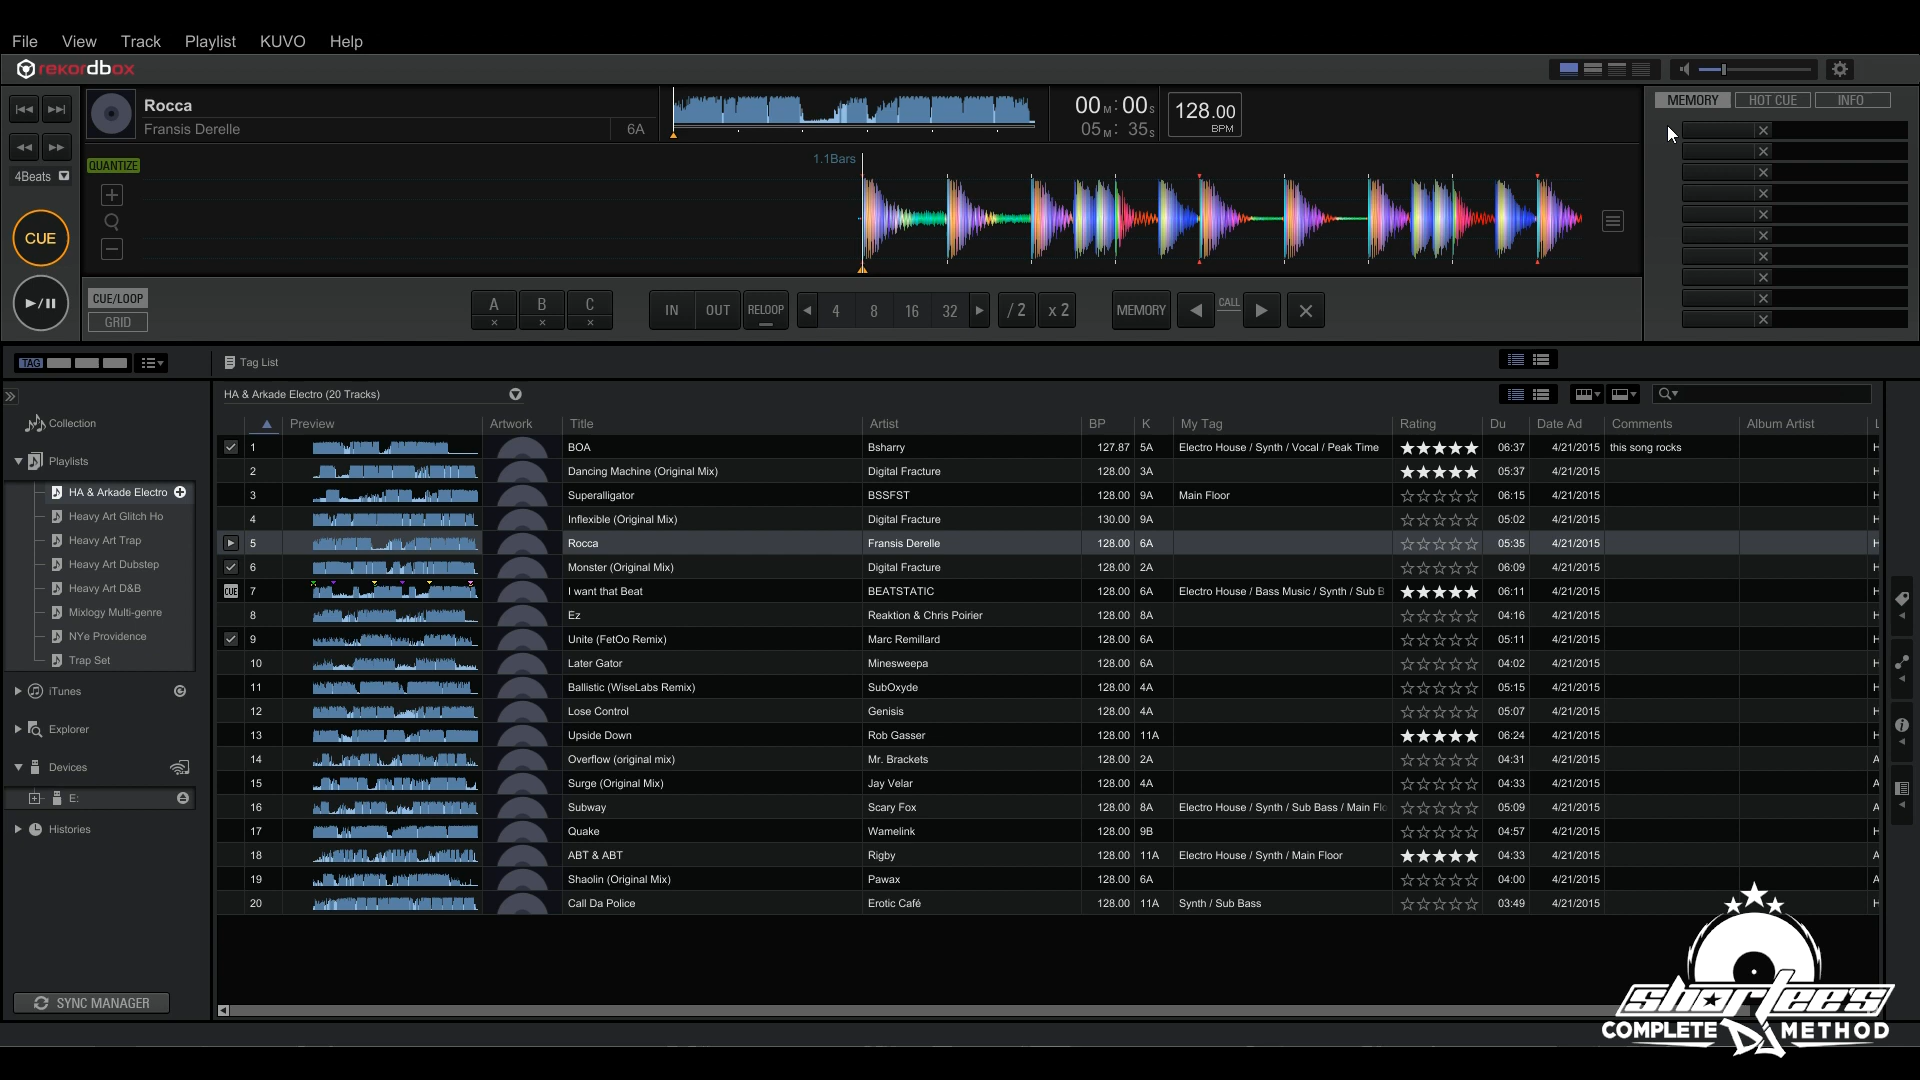 File View Track Playlist KUVO Help
rekordbox
Rocca
Fransis Derelle 6A
00 M : 00 S
05 M : 35 S
128.00
BPM
MEMORY HOT CUE INFO
QUANTIZE
1.1Bars
4Beats
CUE
CUE/LOOP
GRID
A B C
IN OUT RELOOP 4 8 16 32 / 2 x 2 MEMORY CALL
TAG
Tag List
HA & Arkade Electro (20 Tracks)
Collection
Playlists
HA & Arkade Electro
Heavy Art Glitch Ho
Heavy Art Trap
Heavy Art Dubstep
Heavy Art D&B
Mixlogy Multi-genre
NYe Providence
Trap Set
iTunes
Explorer
Devices
E:
Histories
SYNC MANAGER
Preview Artwork Title Artist BP K My Tag Rating Du Date Ad Comments Album Artist L
1 BOA Bsharry 127.87 5A Electro House / Synth / Vocal / Peak Time ★★★★★ 06:37 4/21/2015 this song rocks H
2 Dancing Machine (Original Mix) Digital Fracture 128.00 3A ★★★★★ 05:37 4/21/2015 H
3 Superalligator BSSFST 128.00 9A Main Floor ☆☆☆☆☆ 06:15 4/21/2015 H
4 Inflexible (Original Mix) Digital Fracture 130.00 9A ☆☆☆☆☆ 05:02 4/21/2015 H
5 Rocca Fransis Derelle 128.00 6A ☆☆☆☆☆ 05:35 4/21/2015 H
6 Monster (Original Mix) Digital Fracture 128.00 2A ☆☆☆☆☆ 06:09 4/21/2015 H
CUE 7 I want that Beat BEATSTATIC 128.00 6A Electro House / Bass Music / Synth / Sub B ★★★★★ 06:11 4/21/2015 H
8 Ez Reaktion & Chris Poirier 128.00 8A ☆☆☆☆☆ 04:16 4/21/2015 H
9 Unite (FetOo Remix) Marc Remillard 128.00 6A ☆☆☆☆☆ 05:11 4/21/2015 H
10 Later Gator Minesweepa 128.00 6A ☆☆☆☆☆ 04:02 4/21/2015 H
11 Ballistic (WiseLabs Remix) SubOxyde 128.00 4A ☆☆☆☆☆ 05:15 4/21/2015 H
12 Lose Control Genisis 128.00 4A ☆☆☆☆☆ 05:07 4/21/2015 H
13 Upside Down Rob Gasser 128.00 11A ★★★★★ 06:24 4/21/2015 H
14 Overflow (original mix) Mr. Brackets 128.00 2A ☆☆☆☆☆ 04:31 4/21/2015 A
15 Surge (Original Mix) Jay Velar 128.00 4A ☆☆☆☆☆ 04:33 4/21/2015 A
16 Subway Scary Fox 128.00 8A Electro House / Synth / Sub Bass / Main Flo ☆☆☆☆☆ 05:09 4/21/2015 A
17 Quake Wamelink 128.00 9B ☆☆☆☆☆ 04:57 4/21/2015 H
18 ABT & ABT Rigby 128.00 11A Electro House / Synth / Main Floor ★★★★★ 04:33 4/21/2015 A
19 Shaolin (Original Mix) Pawax 128.00 6A ☆☆☆☆☆ 04:00 4/21/2015 A
20 Call Da Police Erotic Café 128.00 11A Synth / Sub Bass ☆☆☆☆☆ 03:49 4/21/2015 H
shortee's
COMPLETE DJ METHOD